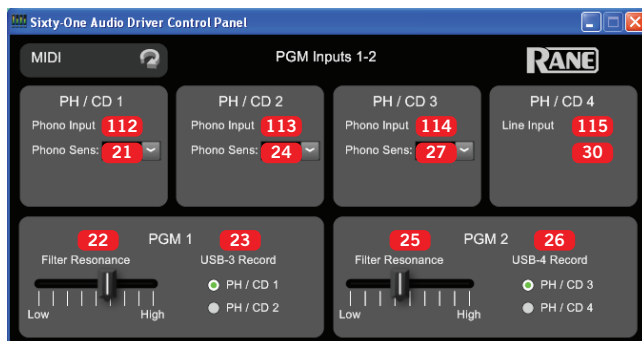 Sixty-One Audio Driver Control Panel
MIDI
PGM Inputs 1-2
RANE
PH / CD 1
Phono Input 112
Phono Sens: 21
PH / CD 2
Phono Input 113
Phono Sens: 24
PH / CD 3
Phono Input 114
Phono Sens: 27
PH / CD 4
Line Input 115
30
22 PGM 1 23
Filter Resonance USB-3 Record
PH / CD 1
PH / CD 2
Low High
25 PGM 2 26
Filter Resonance USB-4 Record
PH / CD 3
PH / CD 4
Low High